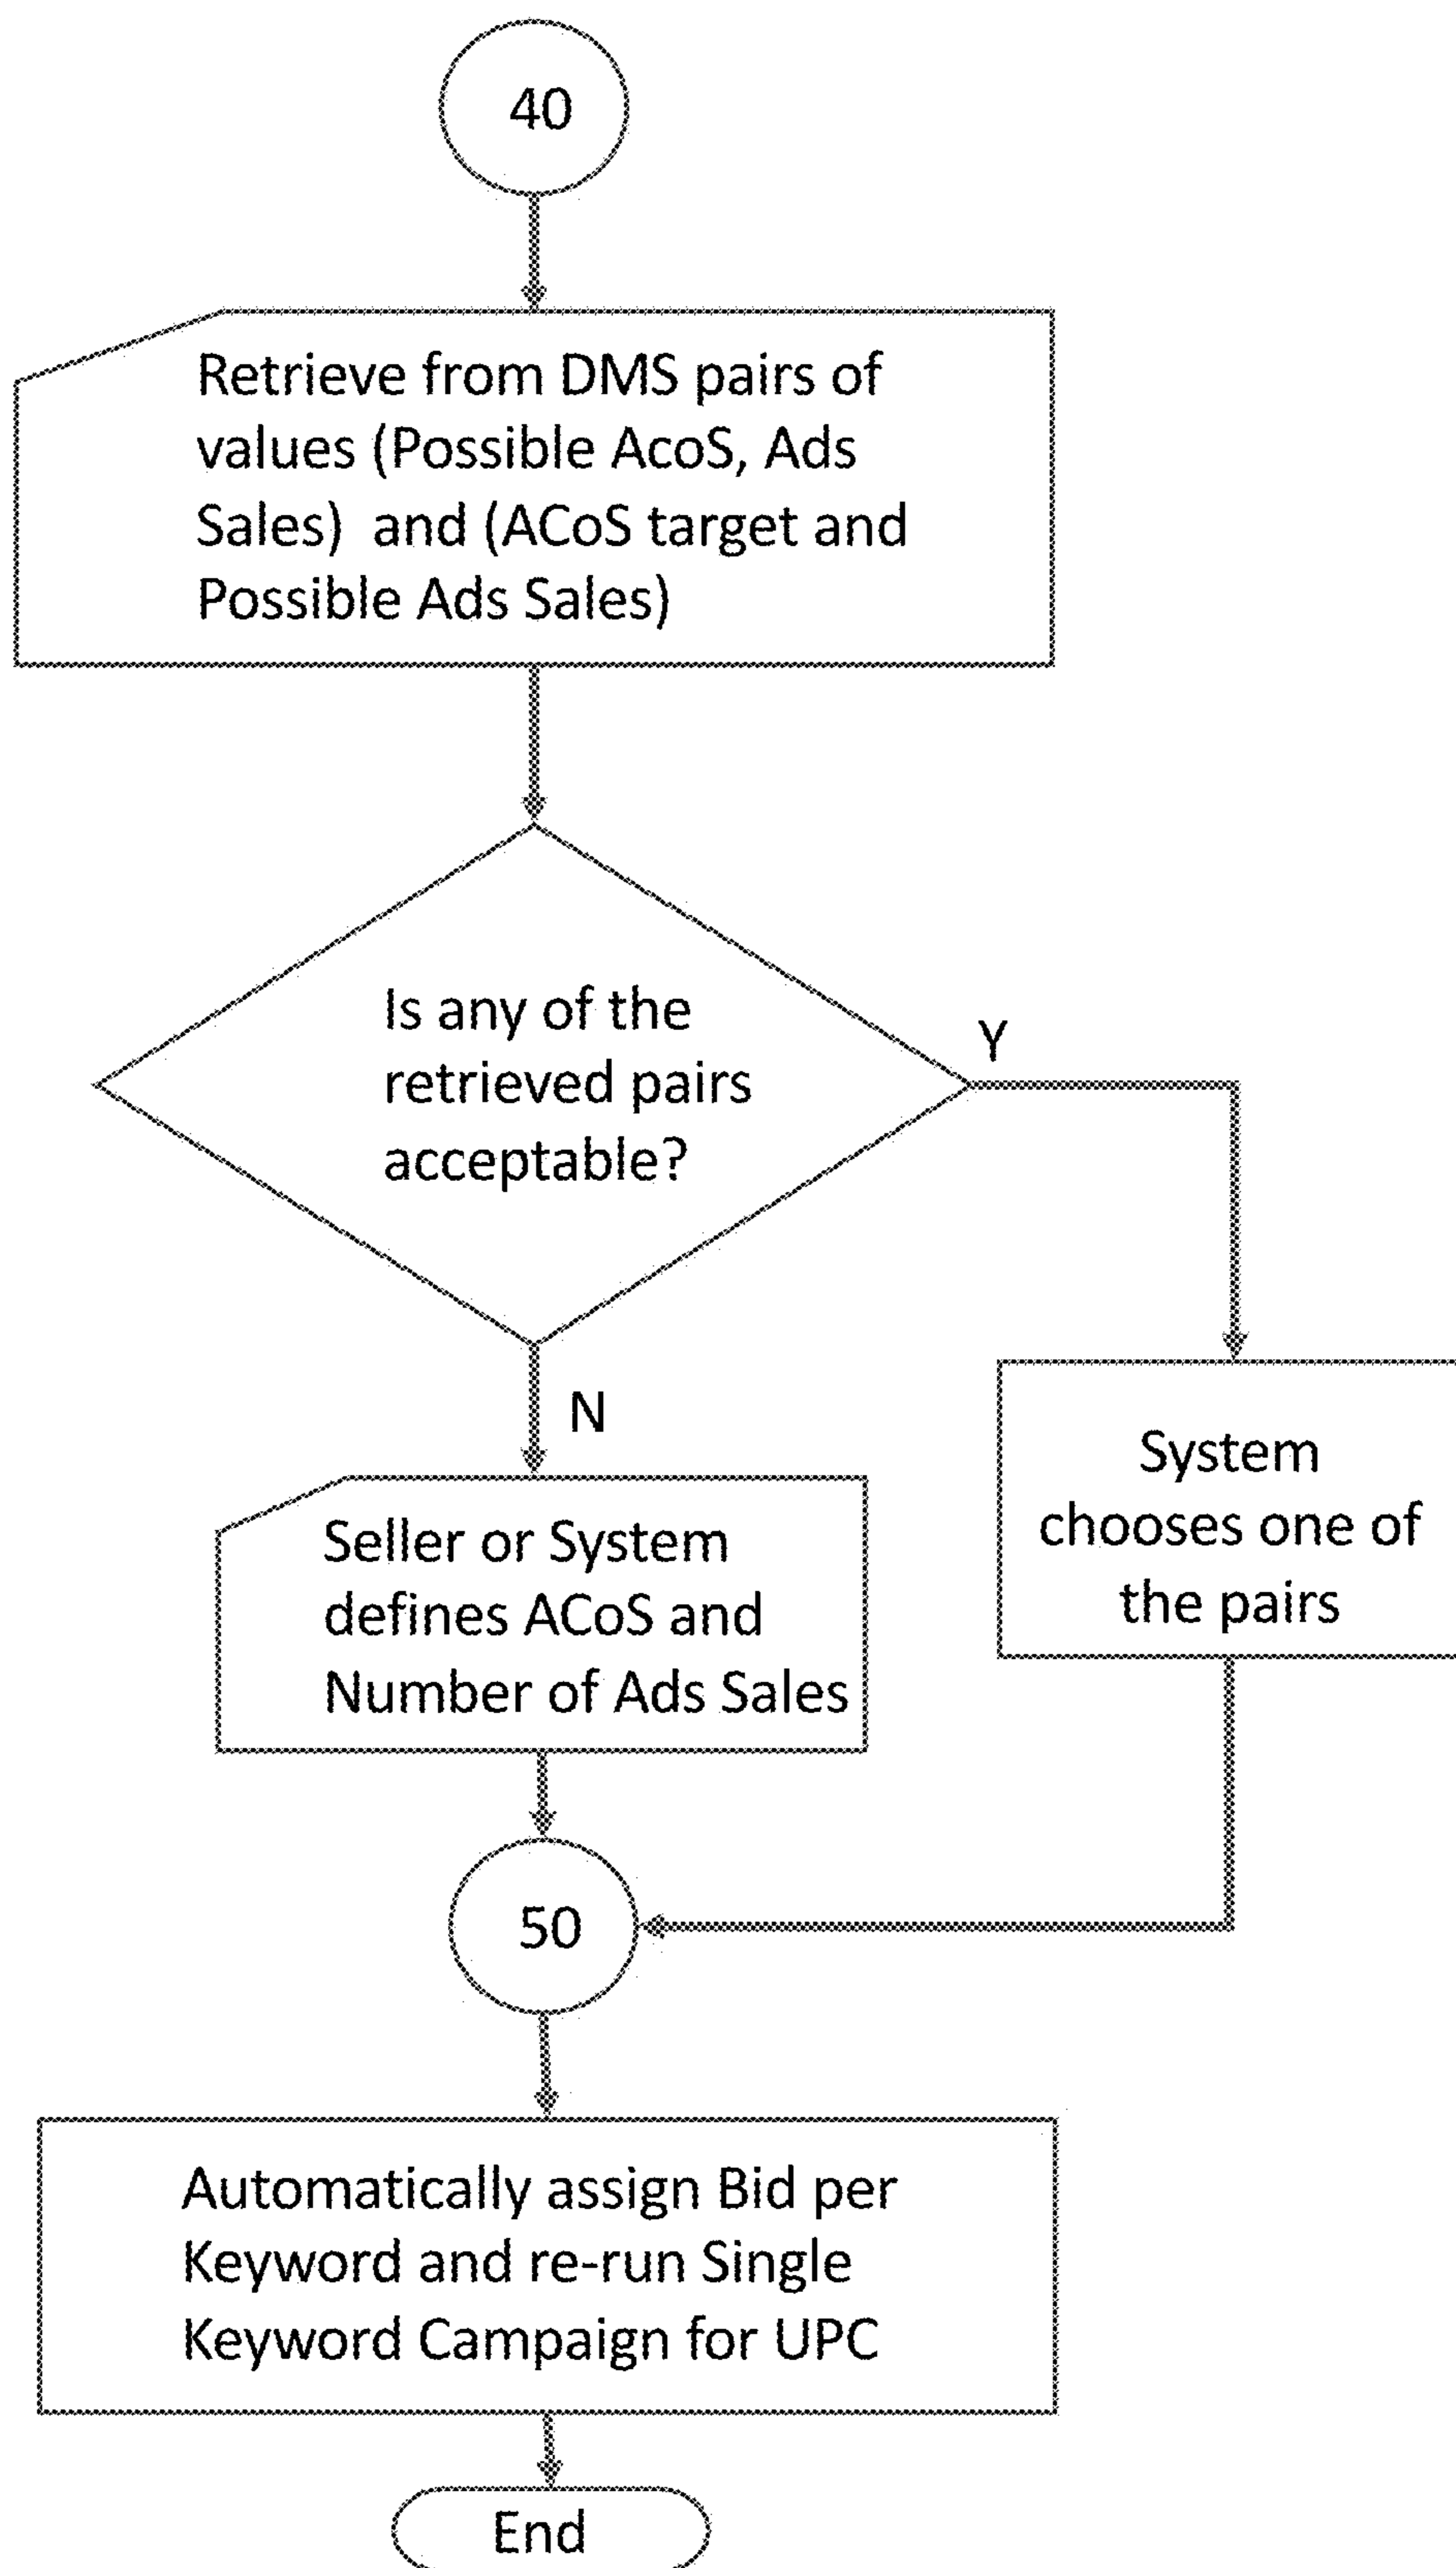 40
Retrieve from DMS pairs of
values (Possible AcoS, Ads
Sales)  and (ACoS target and
Possible Ads Sales)
Is any of the
retrieved pairs
acceptable?
Y
N
System
chooses one of
the pairs
Seller or System
defines ACoS and
Number of Ads Sales
50
Automatically assign Bid per
Keyword and re-run Single
Keyword Campaign for UPC
End